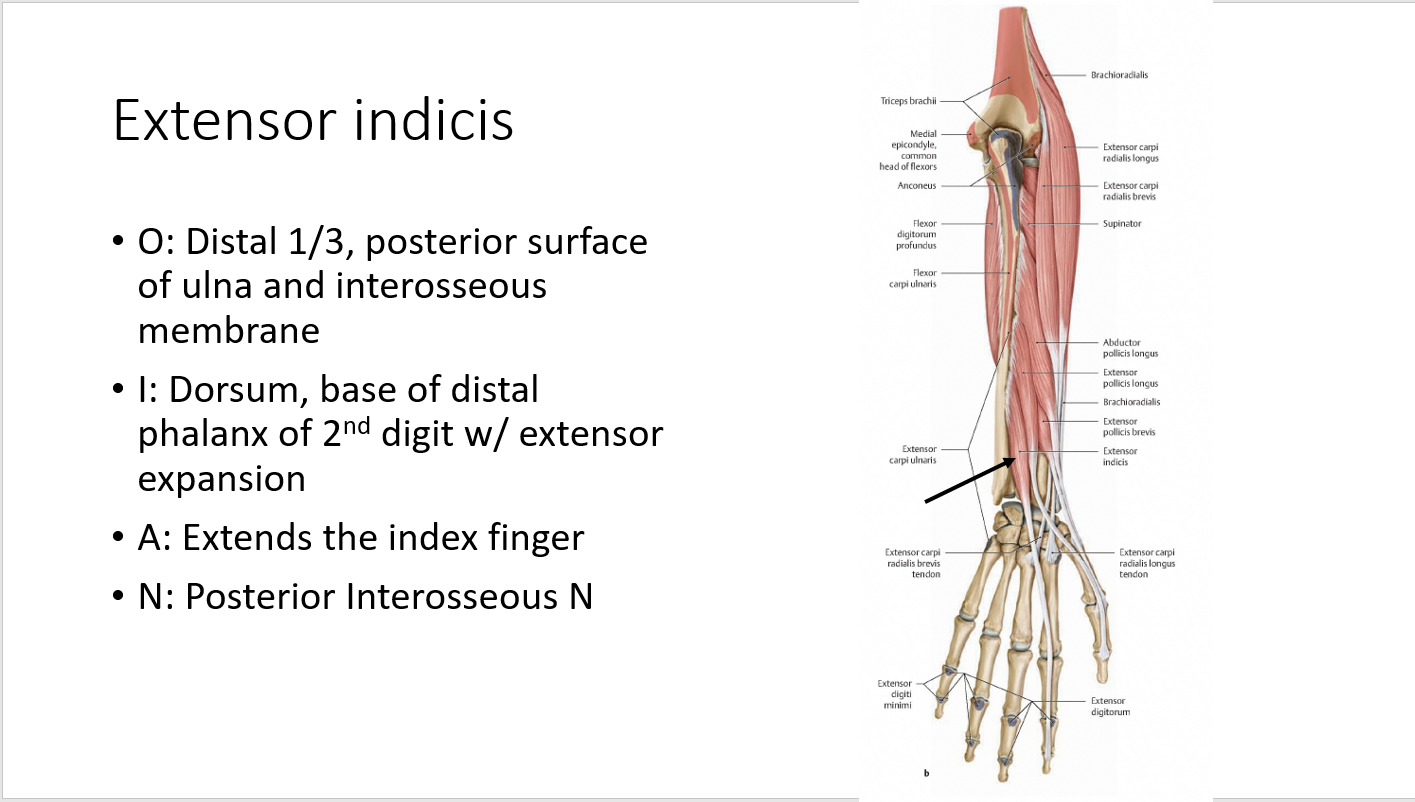 Extensor indicis
• O: Distal 1/3, posterior surface
of ulna and interosseous
membrane
• I: Dorsum, base of distal
phalanx of 2nd digit w/ extensor
expansion
• A: Extends the index finger
• N: Posterior Interosseous N
Triceps brachii
Medial
epicondyle,
common
head of flexors
Anconeus
Flexor
digitorum
profundus
Flexor
carpi ulnaris
Extensor
carpi ulnaris
Extensor carpi
radialis brevis
tendon
Extensor
digiti
minimi
Brachioradialis
Extensor carpi
radialis longus
Extensor carpi
radialis brevis
Supinator
Abductor
pollicis longus
Extensor
pollicis longus
Brachioradialis
Extensor
pollicis brevis
Extensor
indicis
Extensor carpi
radialis longus
tendon
Extensor
digitorum
b